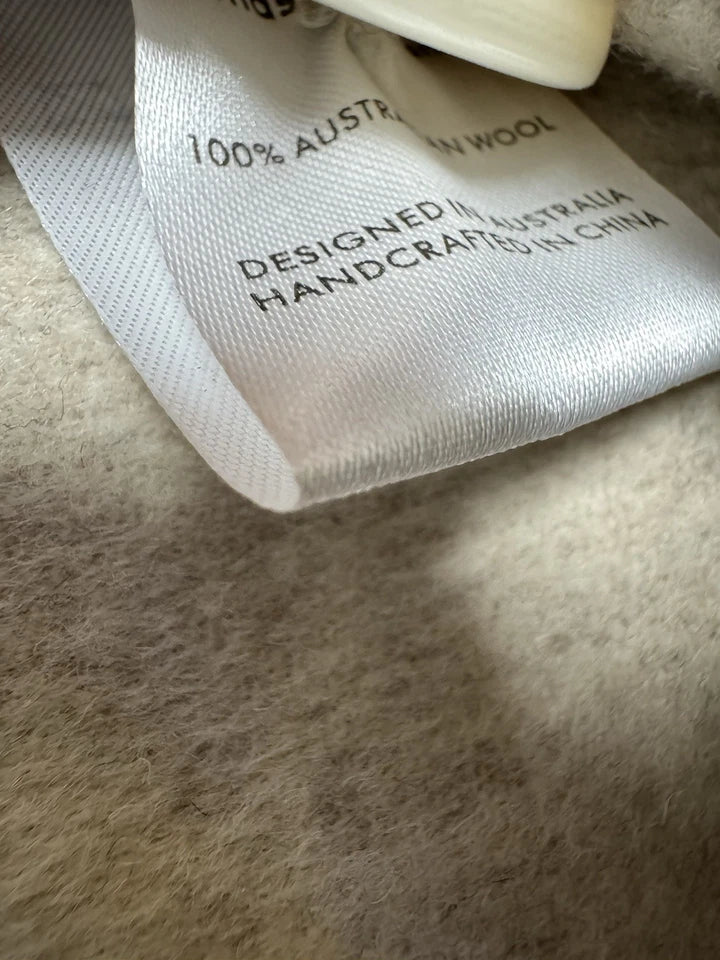 100% AUSTRALIAN WOOL
DESIGNED IN AUSTRALIA
HANDCRAFTED IN CHINA